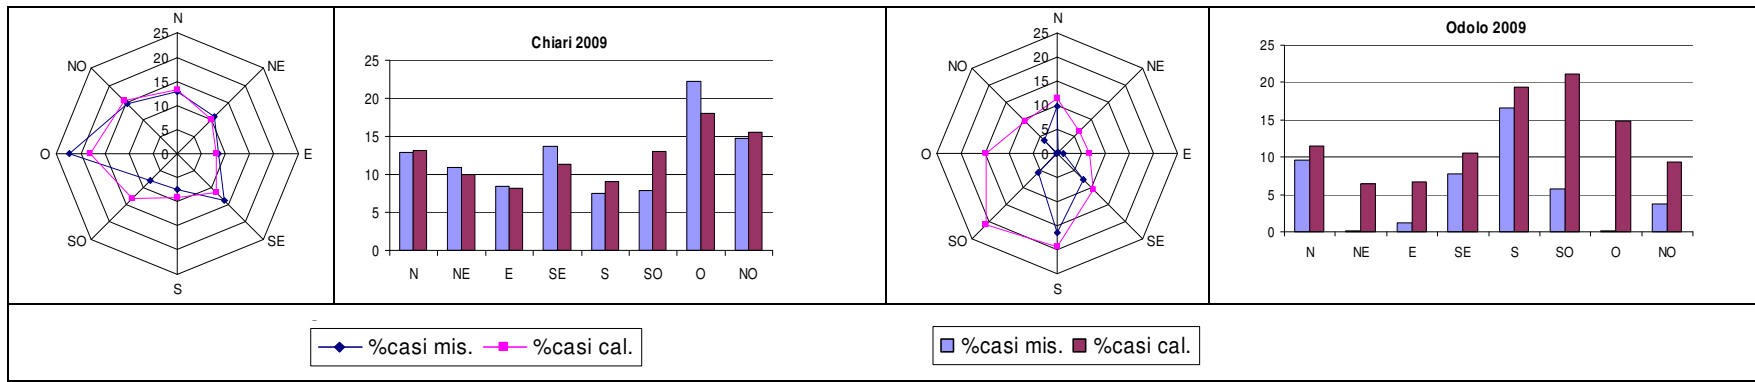 N
25
20
15
10
5
0
NO
NE
O
E
SO
SE
S
Chiari 2009
25
20
15
10
5
0
N NE E SE S SO O NO
N
25
20
15
10
5
0
NO
NE
O
E
SO
SE
S
Odolo 2009
25
20
15
10
5
0
N NE E SE S SO O NO
%casi mis. %casi cal.
%casi mis. %casi cal.